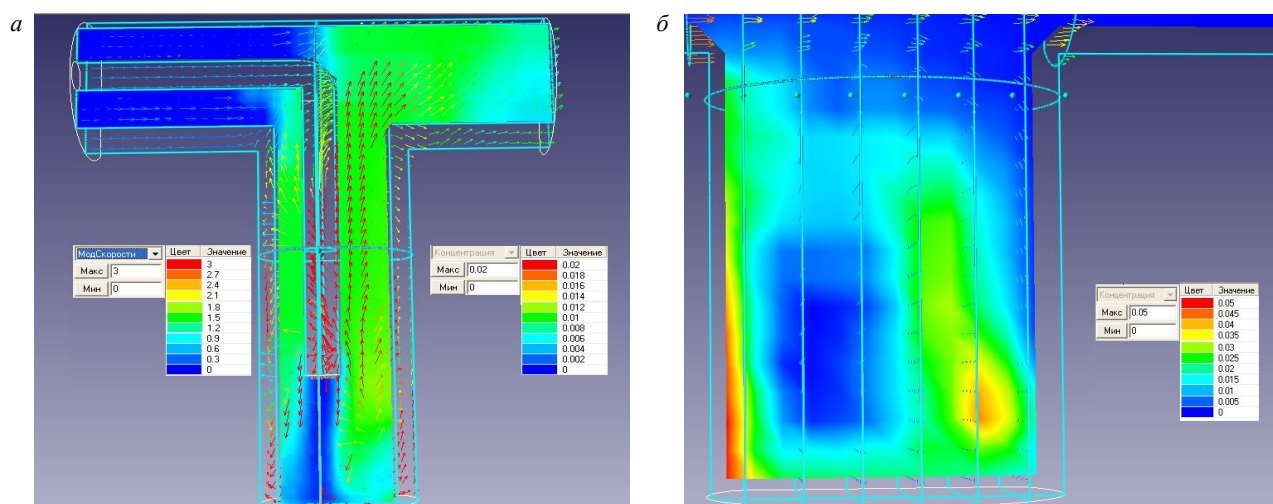 а
б
МодСкорости
Цвет Значение
Макс 3
Мин 0
3
2.7
2.4
2.1
1.8
1.5
1.2
0.9
0.6
0.3
0
Концентрация
Цвет Значение
Макс 0.02
Мин 0
0.02
0.018
0.016
0.014
0.012
0.01
0.008
0.006
0.004
0.002
0
Концентрация
Цвет Значение
Макс 0.05
Мин 0
0.05
0.045
0.04
0.035
0.03
0.025
0.02
0.015
0.01
0.005
0